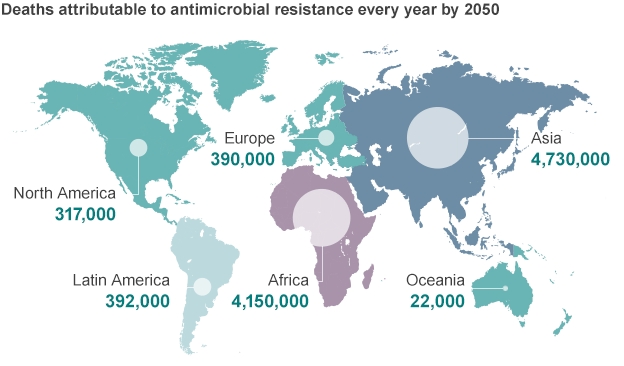 Deaths attributable to antimicrobial resistance every year by 2050
Europe
390,000
Asia
4,730,000
North America
317,000
Latin America
392,000
Africa
4,150,000
Oceania
22,000